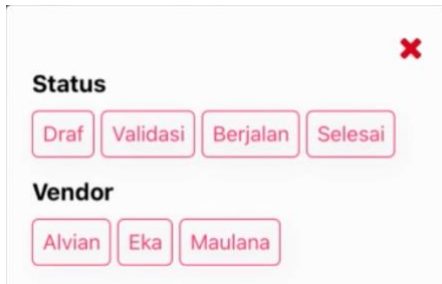 Status
Draf Validasi Berjalan Selesai
Vendor
Alvian Eka Maulana